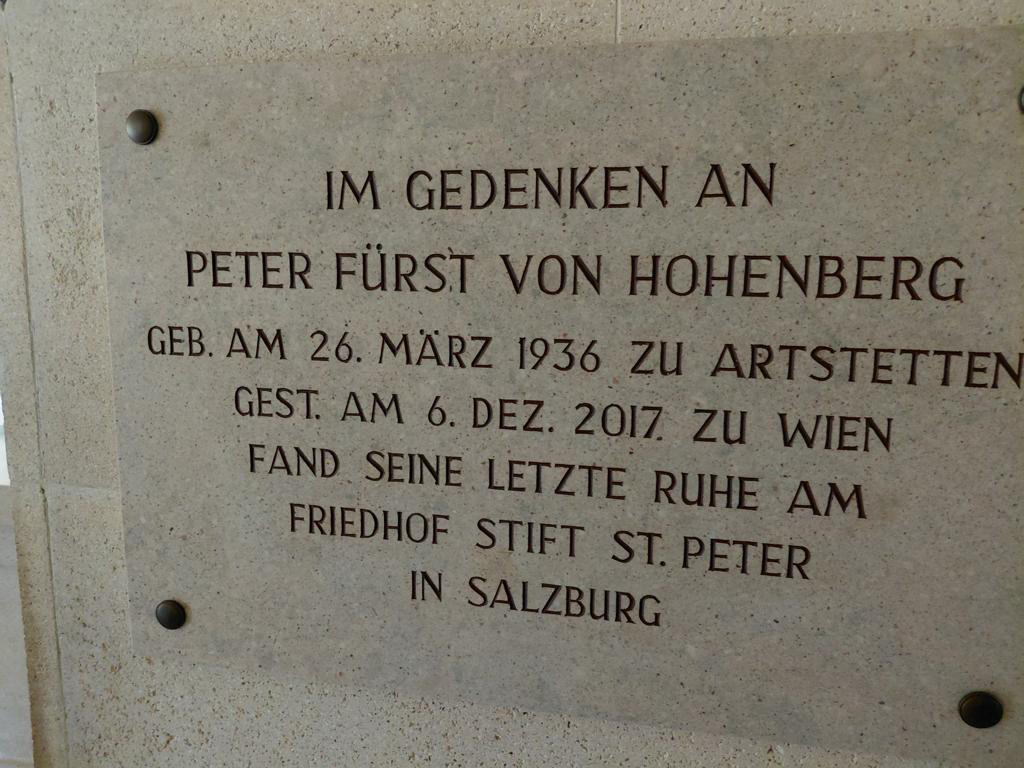 IM GEDENKEN AN
PETER FÜRST VON HOHENBERG
GEB. AM 26. MÄRZ 1936 ZU ARTSTETTEN
GEST. AM 6. DEZ. 2017. ZU WIEN
FAND SEINE LETZTE RUHE AM
FRIEDHOF STIFT ST. PETER
IN SALZBURG